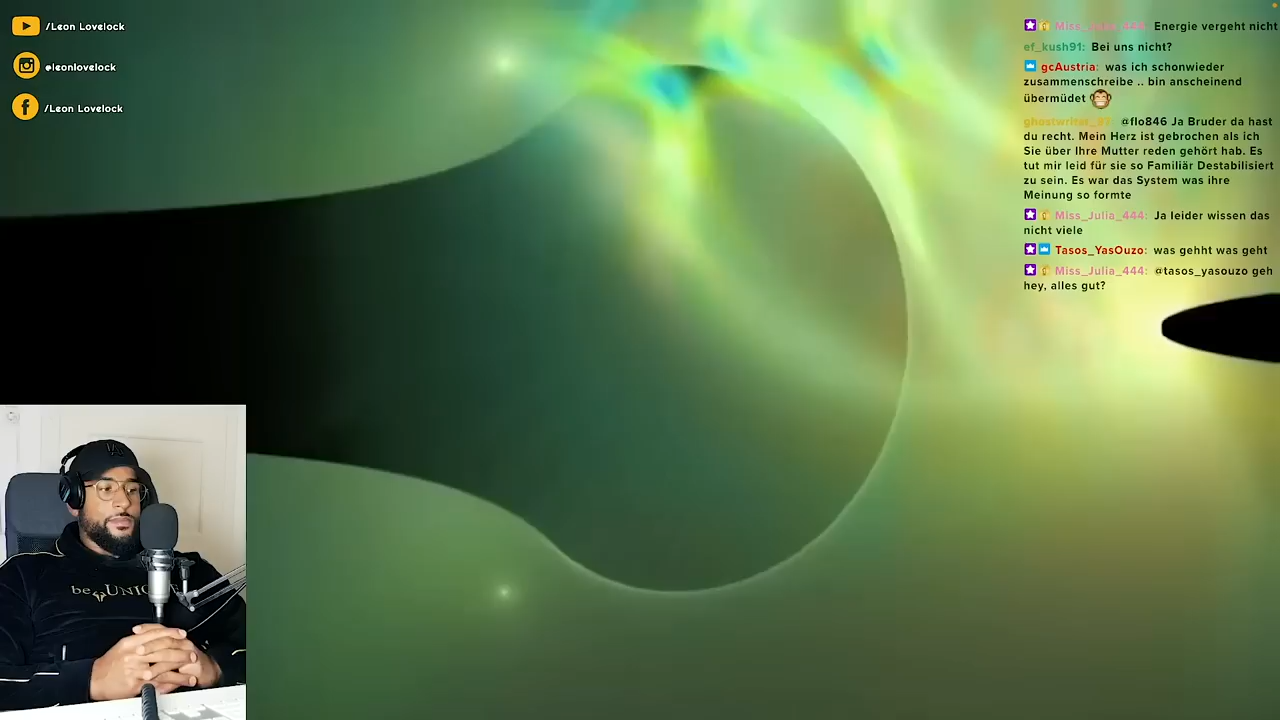 /Leon Lovelock
@leonlovelock
/Leon Lovelock
Miss_Julia_444: Energie vergeht nicht
ef_kush91: Bei uns nicht?
gcAustria: was ich schonwieder
zusammenschreibe .. bin anscheinend
übermüdet
@flo846 Ja Bruder da hast
du recht. Mein Herz ist gebrochen als ich
Sie über Ihre Mutter reden gehört hab. Es
tut mir leid für sie so Familiär Destabilisiert
zu sein. Es war das System was ihre
Meinung so formte
Miss_Julia_444: Ja leider wissen das
nicht viele
Tasos_YasOuzo: was gehht was geht
Miss_Julia_444: @tasos_yasouzo geh
hey, alles gut?
be UNIQ